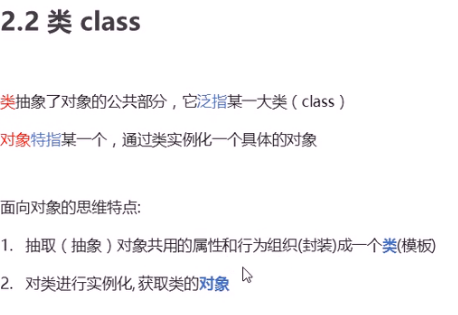 2.2 类 class
类抽象了对象的公共部分，它泛指某一大类（class）
对象特指某一个，通过类实例化一个具体的对象
面向对象的思维特点:
1. 抽取（抽象）对象共用的属性和行为组织(封装)成一个类(模板)
2. 对类进行实例化, 获取类的对象